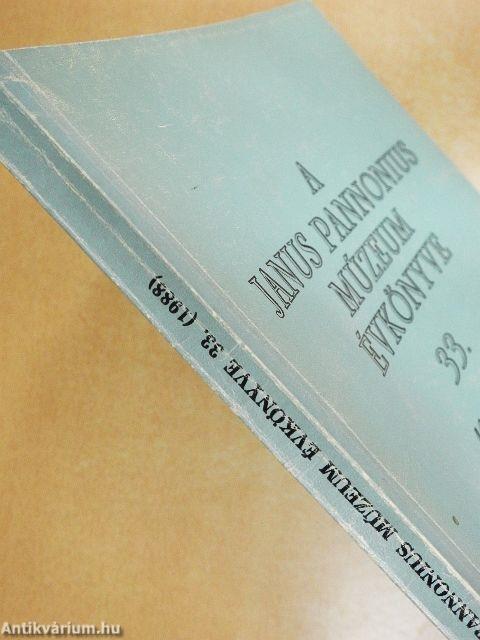 A
JANUS PANNONIUS
MÚZEUM
ÉVKÖNYVE
33.
PANNONIUS MÚZEUM ÉVKÖNYVE 33. (1988)
Antikvárium.hu